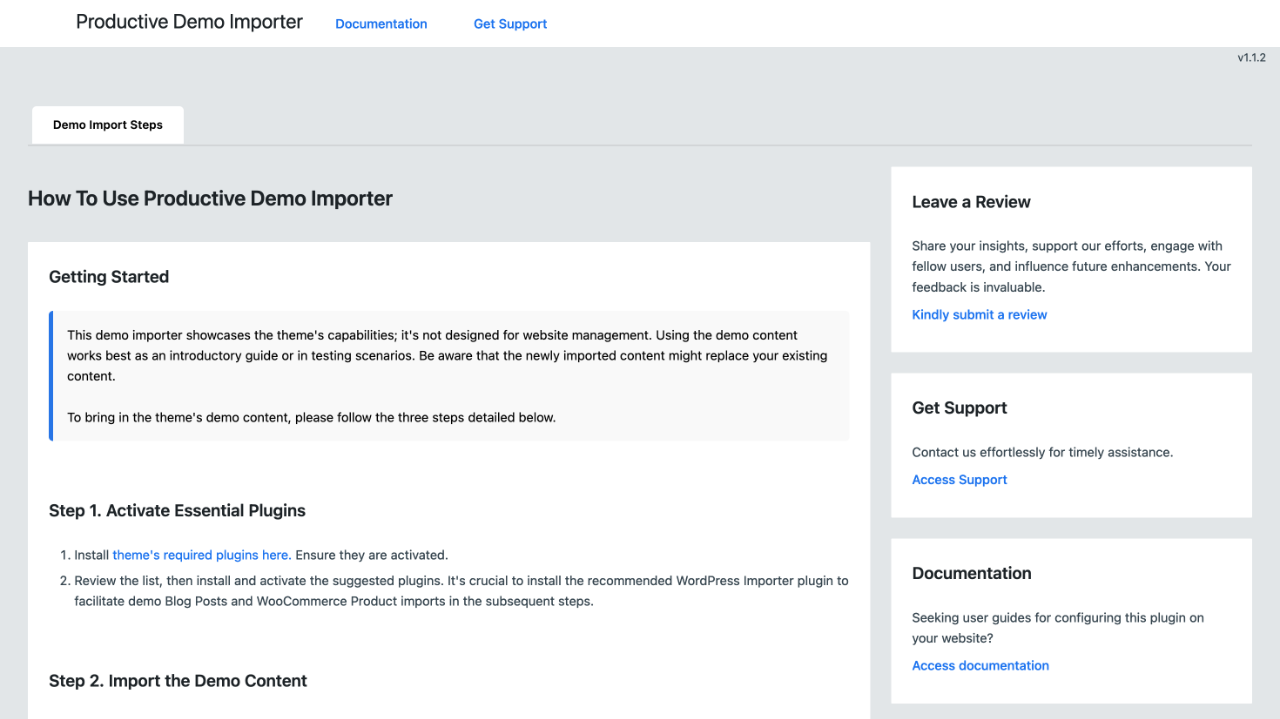 Productive Demo Importer Documentation Get Support
v1.1.2
Demo Import Steps
How To Use Productive Demo Importer
Getting Started
This demo importer showcases the theme's capabilities; it's not designed for website management. Using the demo content
works best as an introductory guide or in testing scenarios. Be aware that the newly imported content might replace your existing
content.
To bring in the theme's demo content, please follow the three steps detailed below.
Step 1. Activate Essential Plugins
1. Install theme's required plugins here. Ensure they are activated.
2. Review the list, then install and activate the suggested plugins. It's crucial to install the recommended WordPress Importer plugin to
facilitate demo Blog Posts and WooCommerce Product imports in the subsequent steps.
Step 2. Import the Demo Content
Leave a Review
Share your insights, support our efforts, engage with
fellow users, and influence future enhancements. Your
feedback is invaluable.
Kindly submit a review
Get Support
Contact us effortlessly for timely assistance.
Access Support
Documentation
Seeking user guides for configuring this plugin on
your website?
Access documentation